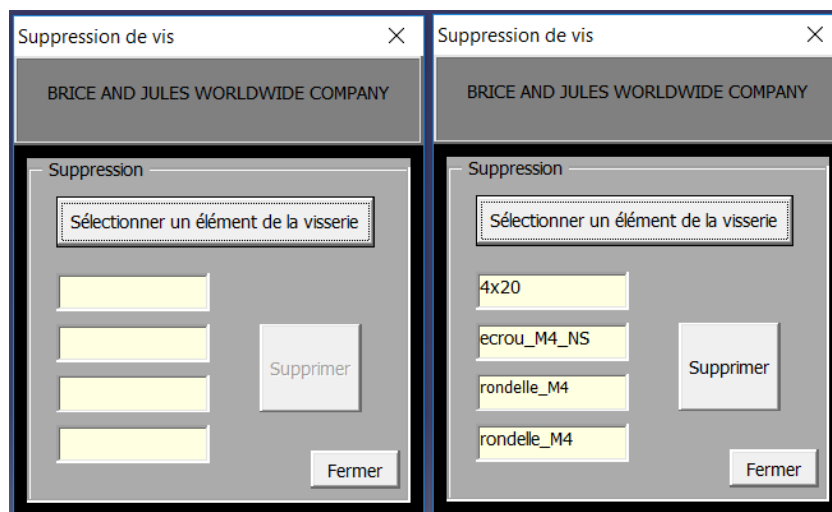 Suppression de vis
BRICE AND JULES WORLDWIDE COMPANY
Suppression
Sélectionner un élément de la visserie
Supprimer
Fermer
Suppression de vis
BRICE AND JULES WORLDWIDE COMPANY
Suppression
Sélectionner un élément de la visserie
4x20
ecrou_M4_NS
rondelle_M4
Supprimer
rondelle_M4
Fermer